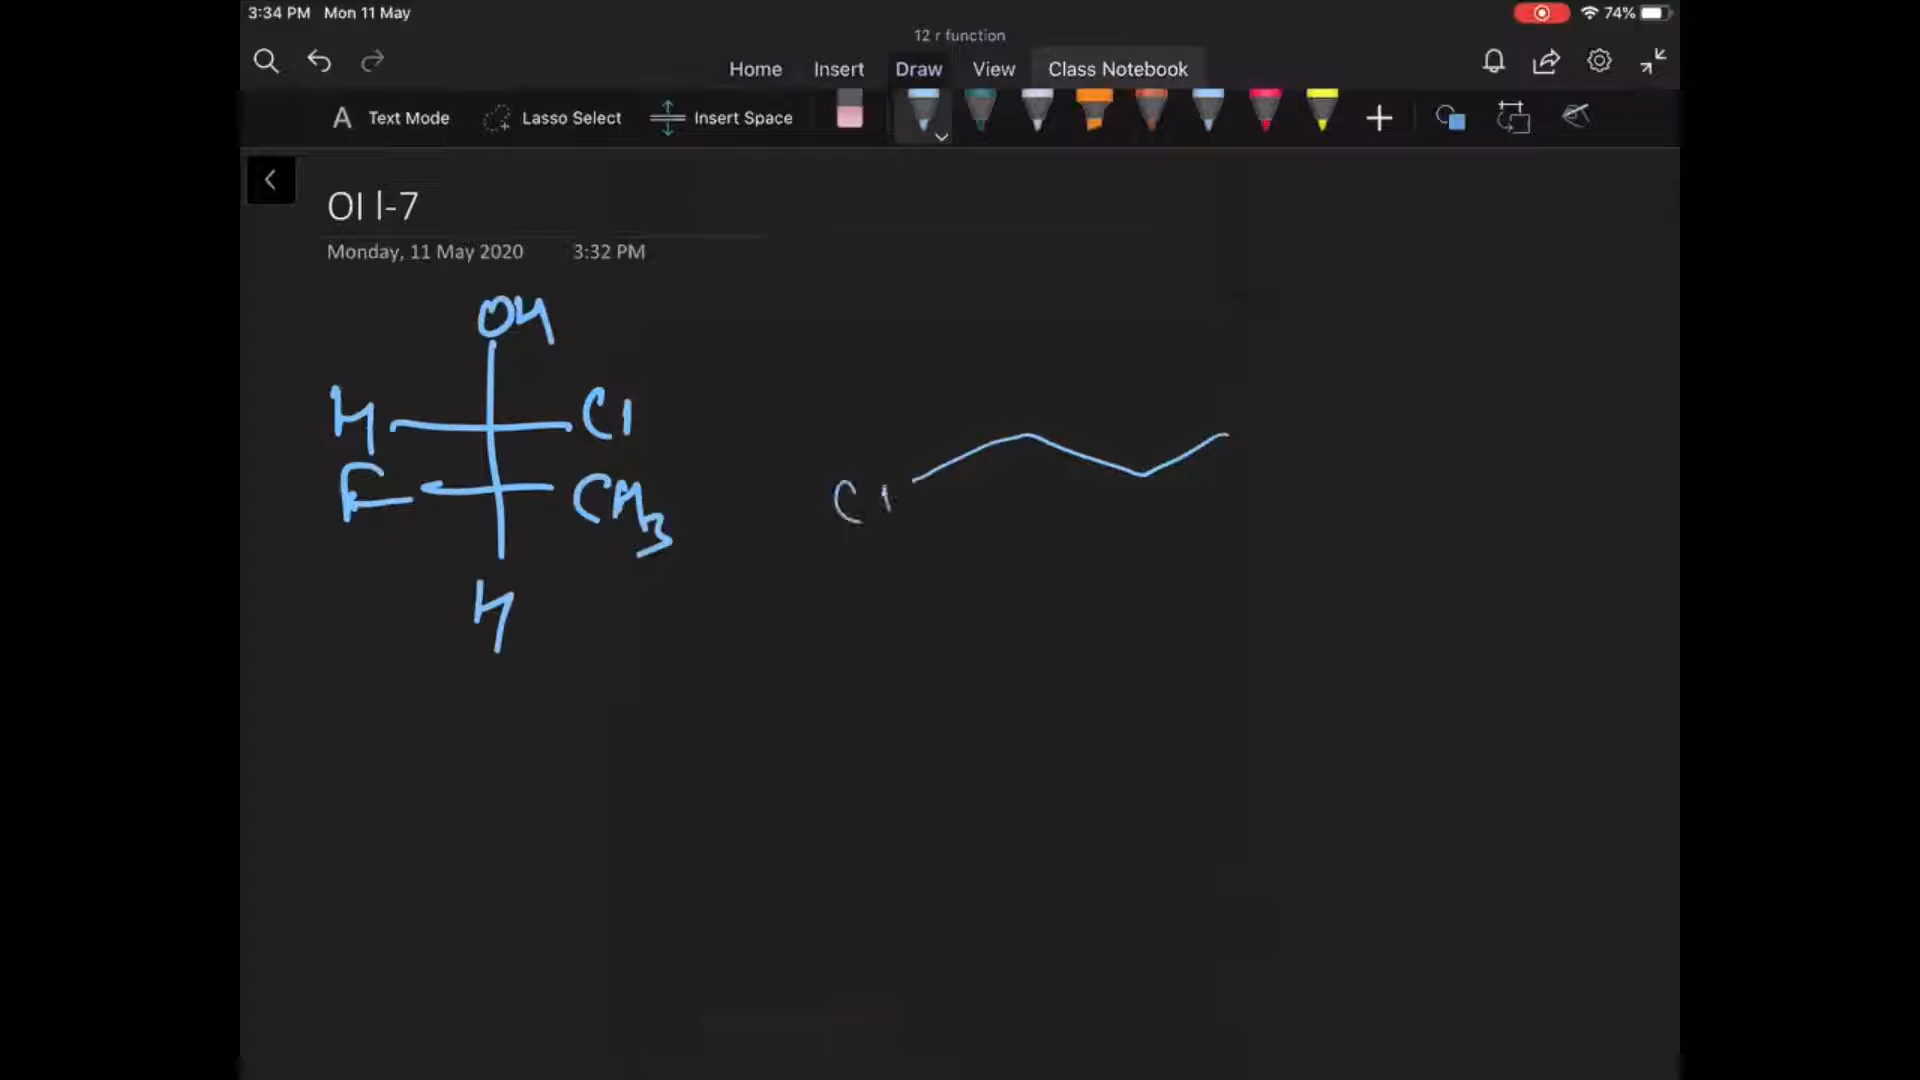 3:34 PM Mon 11 May
74%
12 r function
Home Insert Draw View Class Notebook
Text Mode Lasso Select Insert Space
OI l-7
Monday, 11 May 2020 3:32 PM
OH
H Cl
F CH3
H
Cl